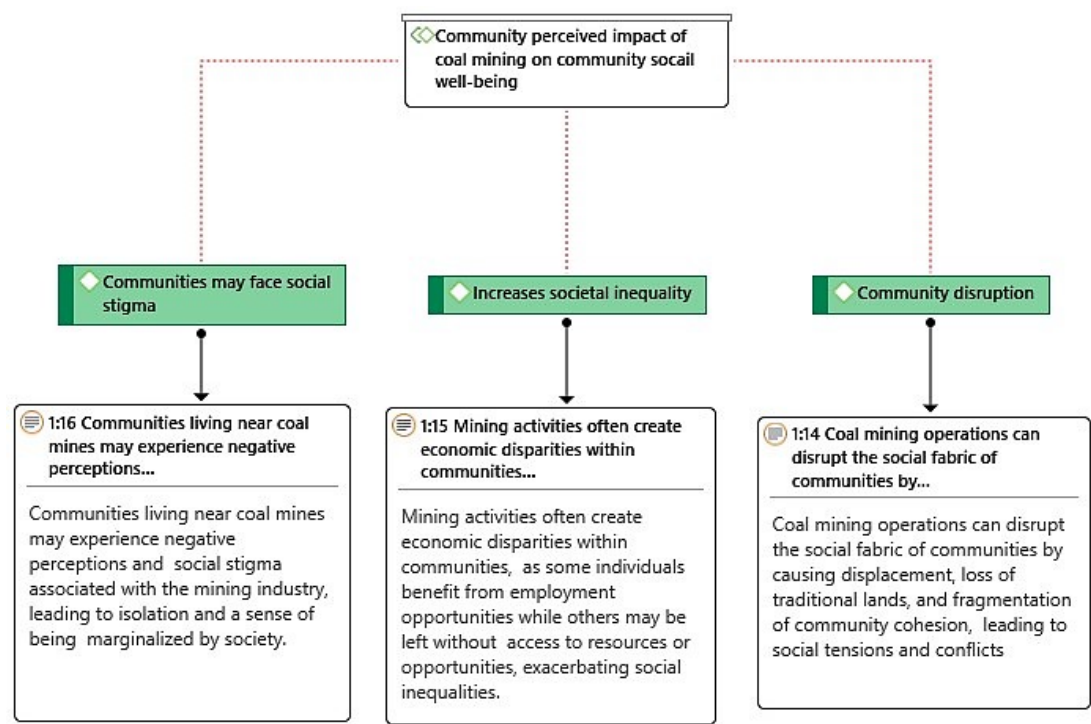 Community perceived impact of
coal mining on community socail
well-being
Communities may face social
stigma
Increases societal inequality
Community disruption
1:16 Communities living near coal
mines may experience negative
perceptions...
Communities living near coal mines
may experience negative
perceptions and social stigma
associated with the mining industry,
leading to isolation and a sense of
being marginalized by society.
1:15 Mining activities often create
economic disparities within
communities...
Mining activities often create
economic disparities within
communities, as some individuals
benefit from employment
opportunities while others may be
left without access to resources or
opportunities, exacerbating social
inequalities.
1:14 Coal mining operations can
disrupt the social fabric of
communities by...
Coal mining operations can disrupt
the social fabric of communities by
causing displacement, loss of
traditional lands, and fragmentation
of community cohesion, leading to
social tensions and conflicts